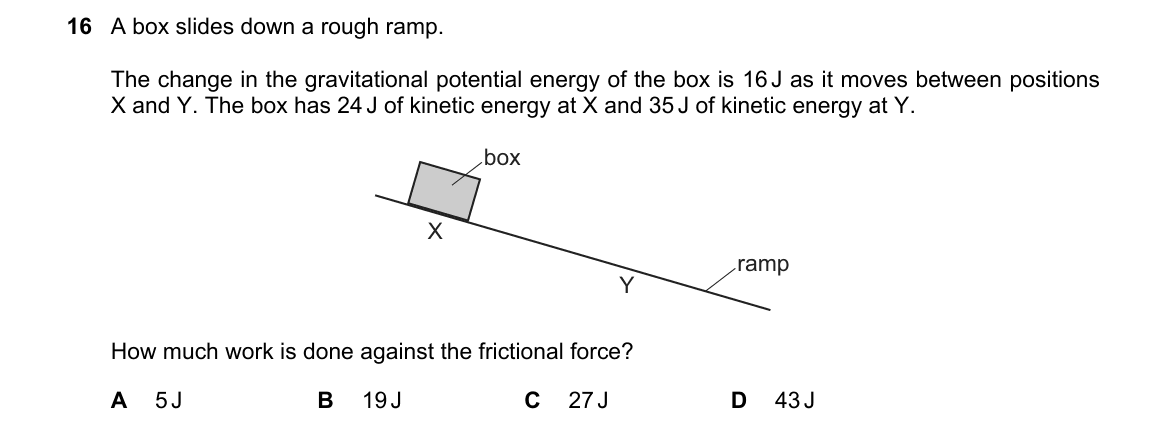 16 A box slides down a rough ramp.
The change in the gravitational potential energy of the box is 16 J as it moves between positions
X and Y. The box has 24 J of kinetic energy at X and 35 J of kinetic energy at Y.
box
X
ramp
Y
How much work is done against the frictional force?
A 5 J B 19 J C 27 J D 43 J